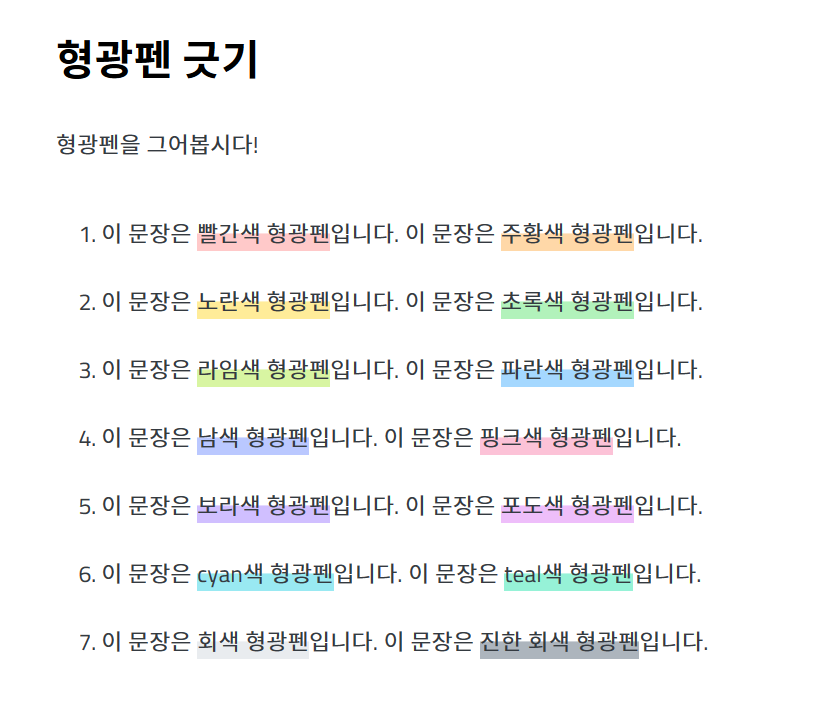 형광펜 긋기
형광펜을 그어봅시다!
1. 이 문장은 빨간색 형광펜입니다. 이 문장은 주황색 형광펜입니다.
2. 이 문장은 노란색 형광펜입니다. 이 문장은 초록색 형광펜입니다.
3. 이 문장은 라임색 형광펜입니다. 이 문장은 파란색 형광펜입니다.
4. 이 문장은 남색 형광펜입니다. 이 문장은 핑크색 형광펜입니다.
5. 이 문장은 보라색 형광펜입니다. 이 문장은 포도색 형광펜입니다.
6. 이 문장은 cyan색 형광펜입니다. 이 문장은 teal색 형광펜입니다.
7. 이 문장은 회색 형광펜입니다. 이 문장은 진한 회색 형광펜입니다.